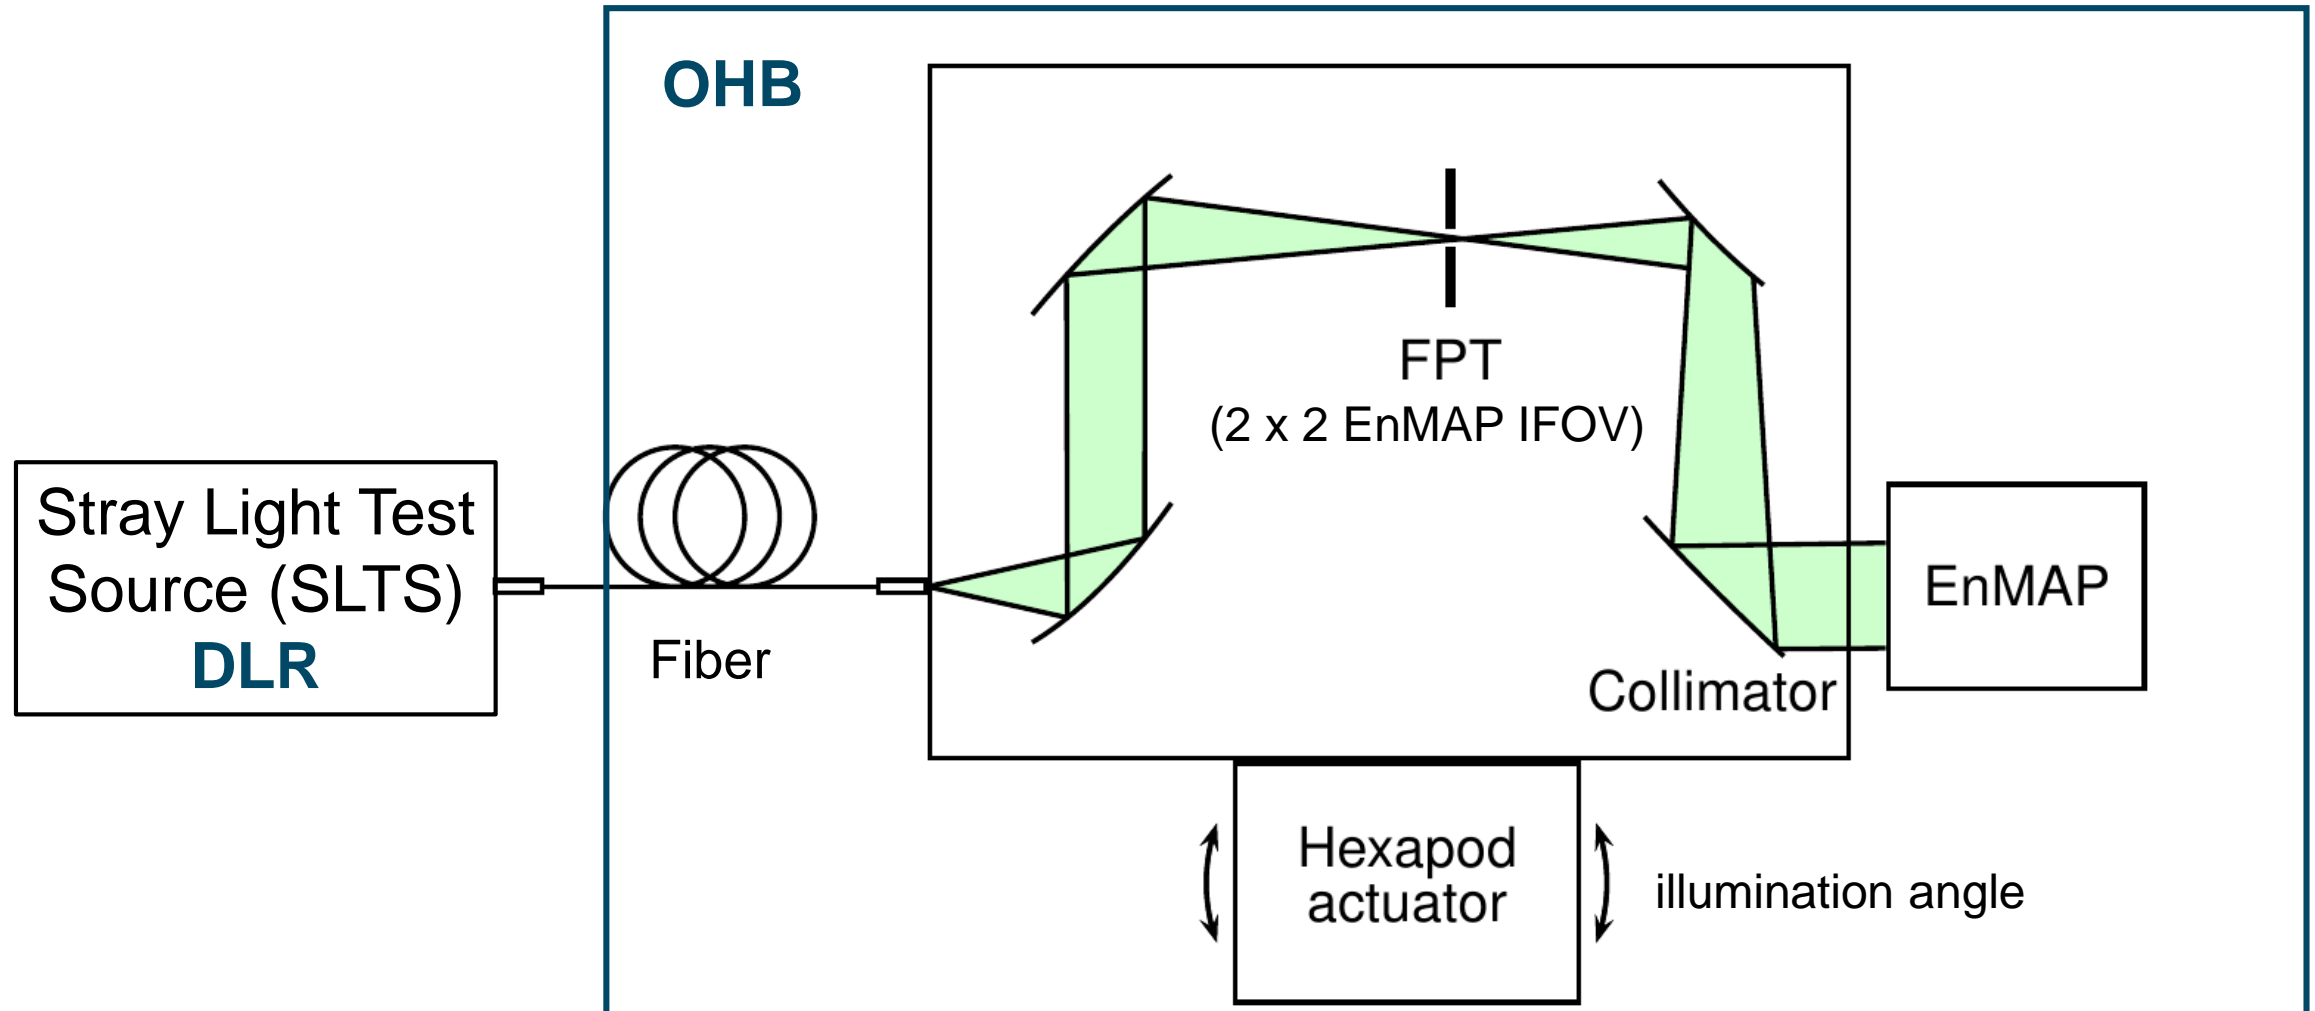 OHB
Stray Light Test
Source (SLTS)
DLR
Fiber
FPT
(2 x 2 EnMAP IFOV)
Collimator
EnMAP
Hexapod
actuator
illumination angle